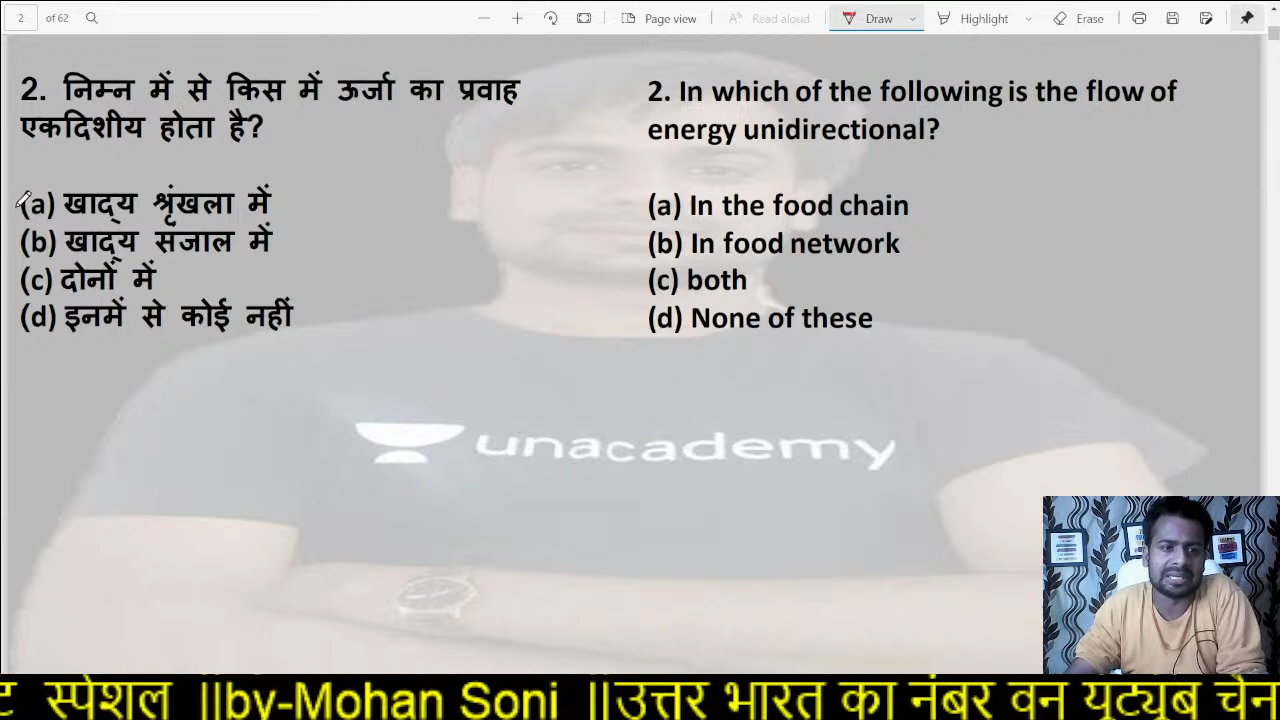 2 of 62 Page view Read aloud Draw Highlight Erase
2. निम्न में से किस में ऊर्जा का प्रवाह
एकदिशीय होता है?
(a) खाद्य श्रृंखला में
(b) खाद्य संजाल में
(c) दोनों में
(d) इनमें से कोई नहीं
2. In which of the following is the flow of
energy unidirectional?
(a) In the food chain
(b) In food network
(c) both
(d) None of these
unacademy
स्पेशल ||by-Mohan Soni ||उत्तर भारत का नंबर वन